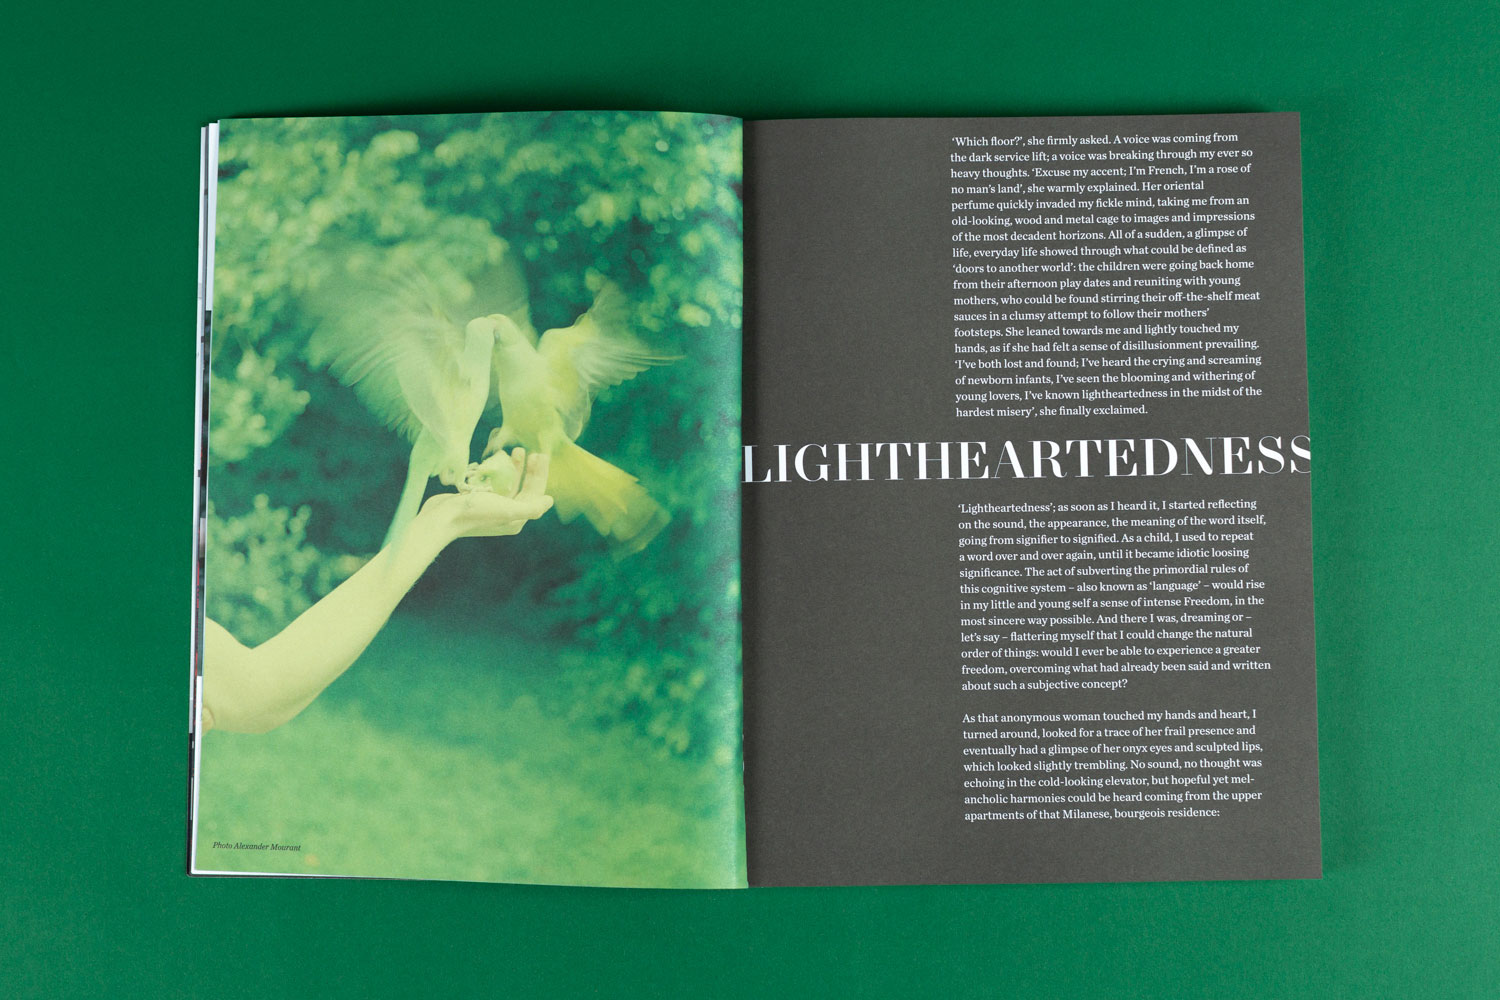 Photo Alexander Mourant
‘Which floor?’, she firmly asked. A voice was coming from
the dark service lift; a voice was breaking through my ever so
heavy thoughts. ‘Excuse my accent; I’m French, I’m a rose of
no man’s land’, she warmly explained. Her oriental
perfume quickly invaded my fickle mind, taking me from an
old-looking, wood and metal cage to images and impressions
of the most decadent horizons. All of a sudden, a glimpse of
life, everyday life showed through what could be defined as
‘doors to another world’: the children were going back home
from their afternoon play dates and reuniting with young
mothers, who could be found stirring their off-the-shelf meat
sauces in a clumsy attempt to follow their mothers’
footsteps. She leaned towards me and lightly touched my
hands, as if she had felt a sense of disillusionment prevailing.
‘I’ve both lost and found; I’ve heard the crying and screaming
of newborn infants, I’ve seen the blooming and withering of
young lovers, I’ve known lightheartedness in the midst of the
hardest misery’, she finally exclaimed.
LIGHTHEARTEDNESS
‘Lightheartedness’; as soon as I heard it, I started reflecting
on the sound, the appearance, the meaning of the word itself,
going from signifier to signified. As a child, I used to repeat
a word over and over again, until it became idiotic loosing
significance. The act of subverting the primordial rules of
this cognitive system – also known as ‘language’ – would rise
in my little and young self a sense of intense Freedom, in the
most sincere way possible. And there I was, dreaming or –
let’s say – flattering myself that I could change the natural
order of things: would I ever be able to experience a greater
freedom, overcoming what had already been said and written
about such a subjective concept?
As that anonymous woman touched my hands and heart, I
turned around, looked for a trace of her frail presence and
eventually had a glimpse of her onyx eyes and sculpted lips,
which looked slightly trembling. No sound, no thought was
echoing in the cold-looking elevator, but hopeful yet mel-
ancholic harmonies could be heard coming from the upper
apartments of that Milanese, bourgeois residence: